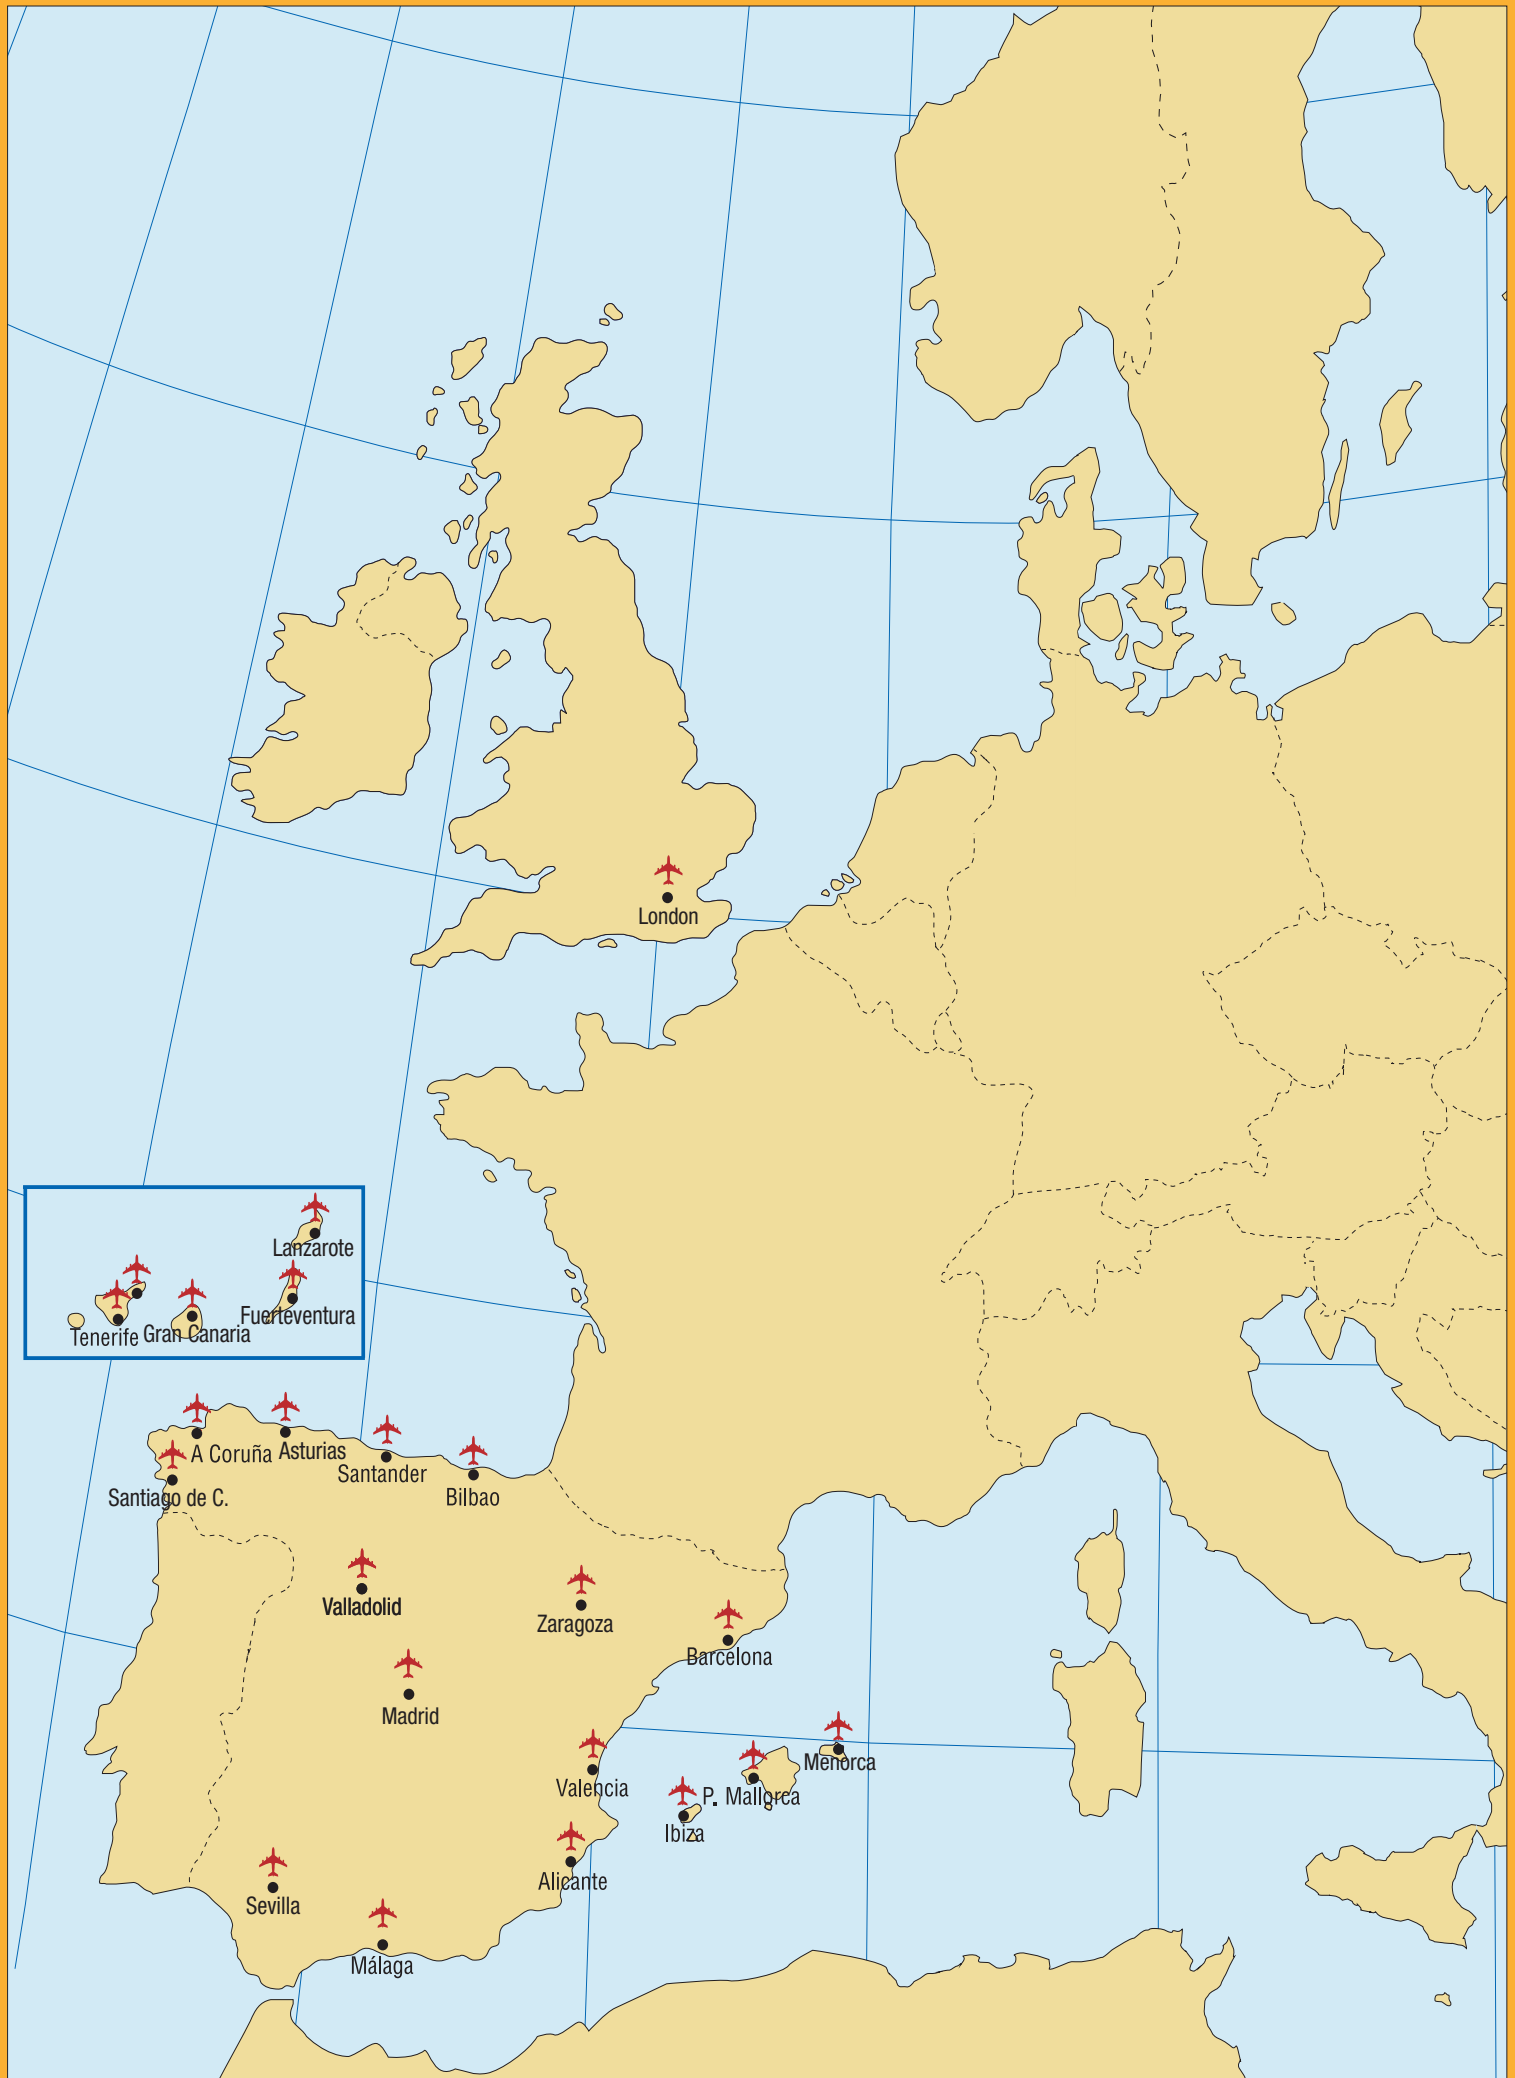 London
Lanzarote
Fuerteventura
Tenerife
Gran Canaria
A Coruña
Asturias
Santander
Bilbao
Santiago de C.
Valladolid
Zaragoza
Barcelona
Madrid
Menorca
Valencia
P. Mallorca
Ibiza
Alicante
Sevilla
Málaga